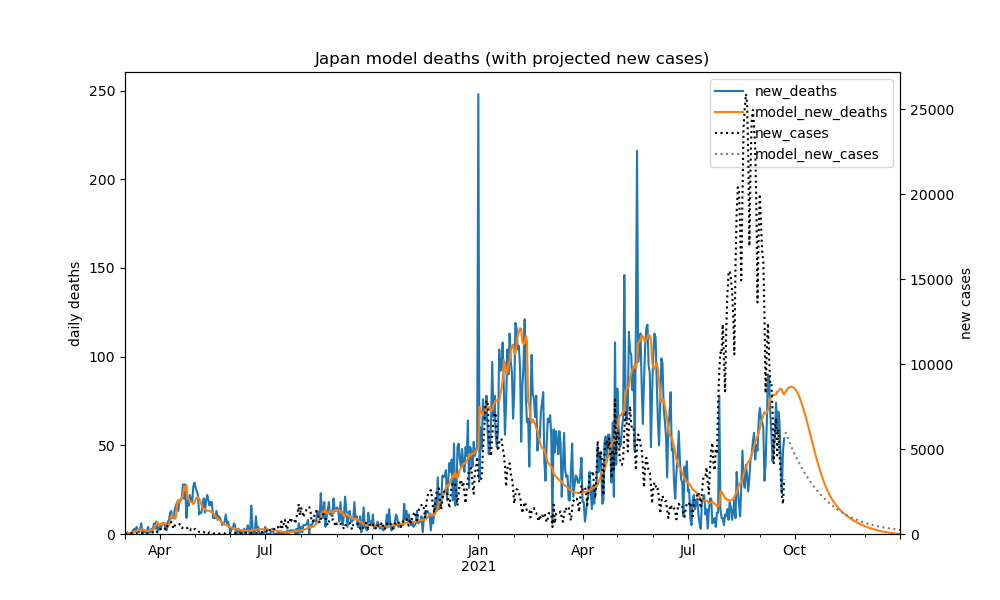 Japan model deaths (with projected new cases)
new_deaths
model_new_deaths
new_cases
model_new_cases
daily deaths
250
200
150
100
50
0
new cases
25000
20000
15000
10000
5000
0
Apr
Jul
Oct
Jan
2021
Apr
Jul
Oct